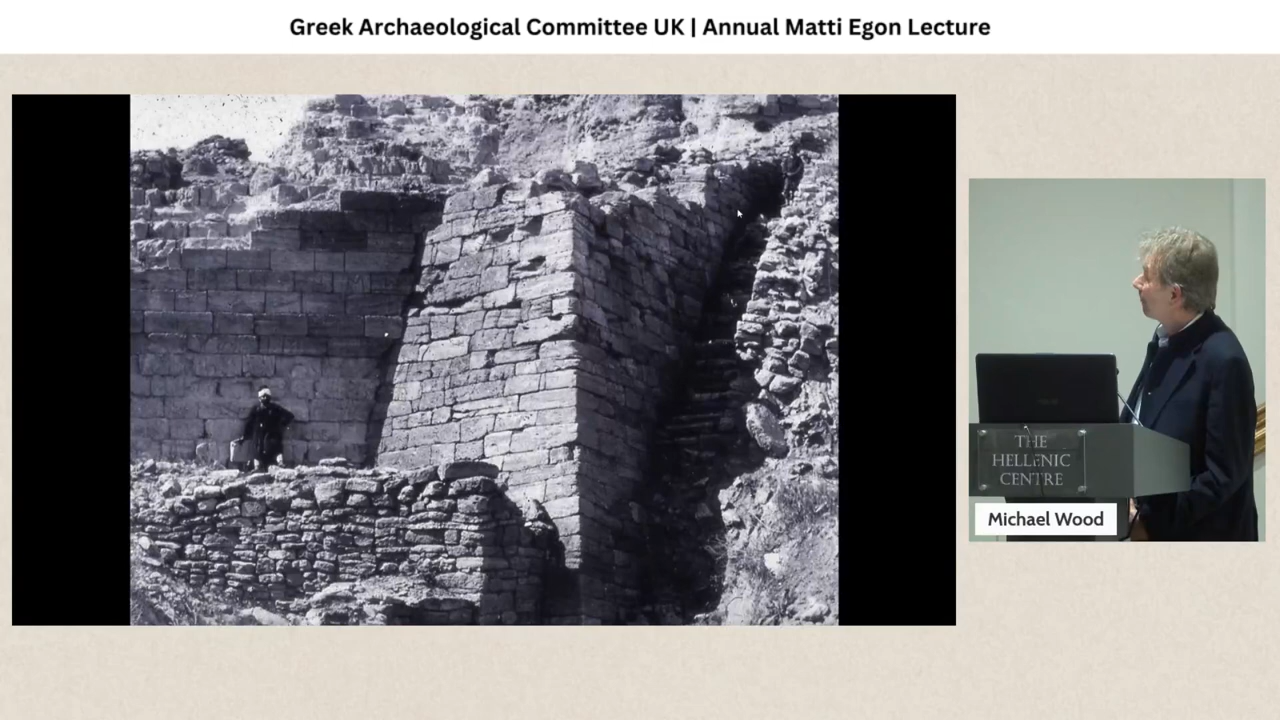 Greek Archaeological Committee UK | Annual Matti Egon Lecture
THE
HELLENIC
CENTRE
Michael Wood